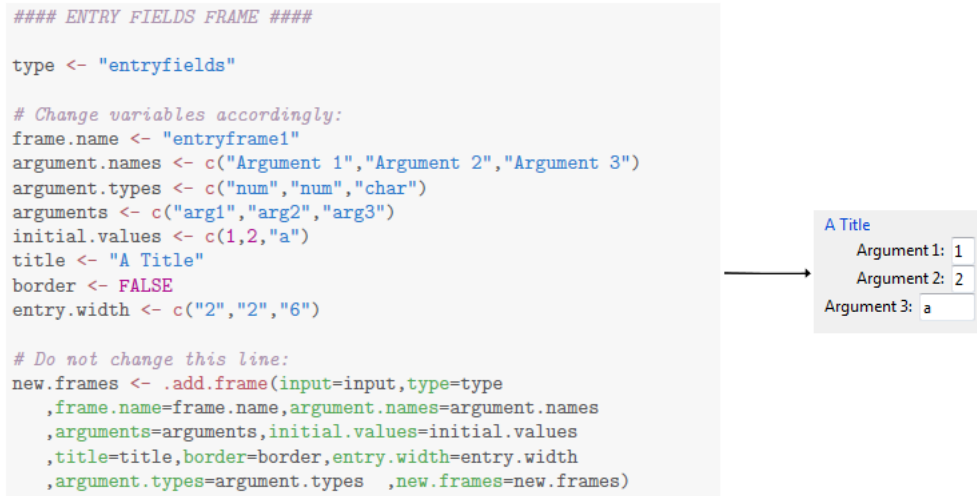 #### ENTRY FIELDS FRAME ####
type <- "entryfields"
# Change variables accordingly:
frame.name <- "entryframe1"
argument.names <- c("Argument 1","Argument 2","Argument 3")
argument.types <- c("num","num","char")
arguments <- c("arg1","arg2","arg3")
initial.values <- c(1,2,"a")
title <- "A Title"
border <- FALSE
entry.width <- c("2","2","6")
# Do not change this line:
new.frames <- .add.frame(input=input,type=type
,frame.name=frame.name,argument.names=argument.names
,arguments=arguments,initial.values=initial.values
,title=title,border=border,entry.width=entry.width
,argument.types=argument.types  ,new.frames=new.frames)
A Title
Argument 1: 1
Argument 2: 2
Argument 3: a